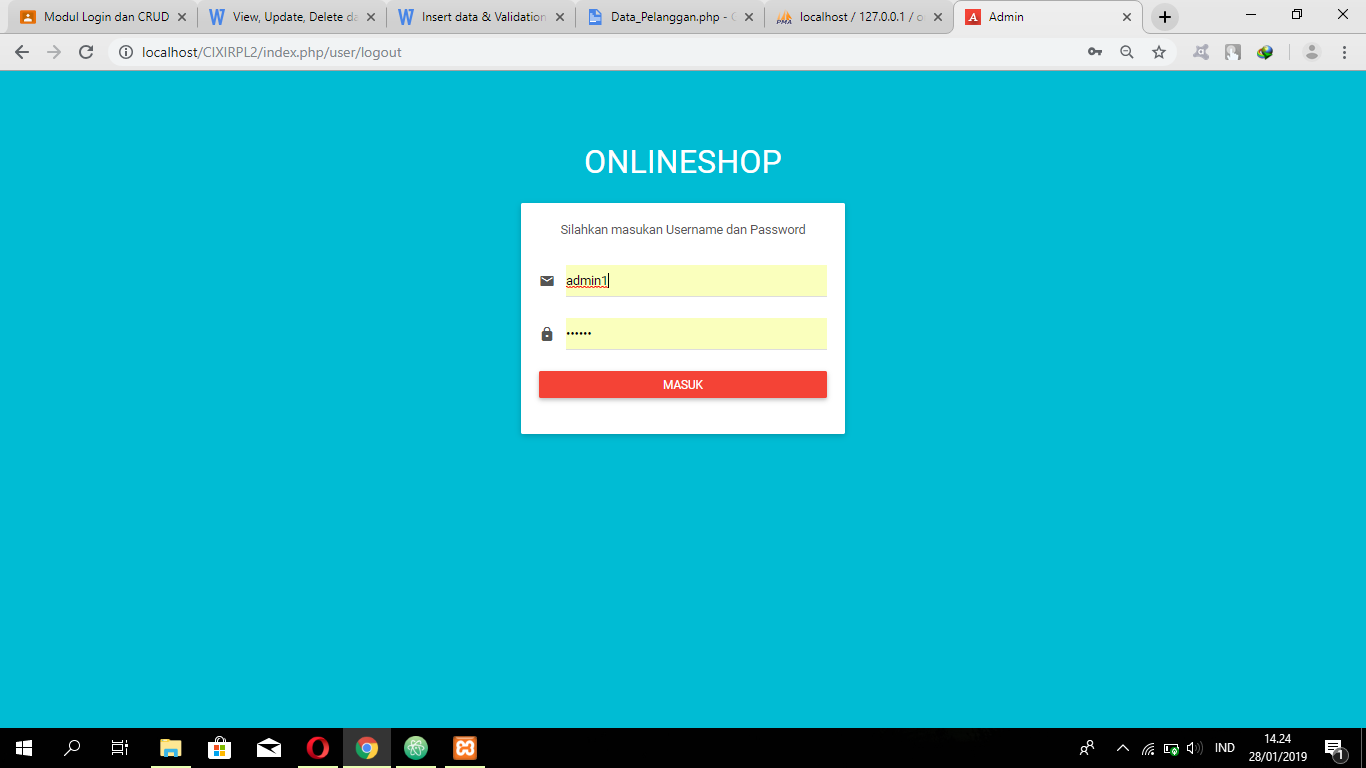 Modul Login dan CRUD
View, Update, Delete da
Insert data & Validation
Data_Pelanggan.php - G
localhost / 127.0.0.1 / o
Admin
localhost/CIXIRPL2/index.php/user/logout
ONLINESHOP
Silahkan masukan Username dan Password
admin1
••••••
MASUK
IND
14.24
28/01/2019
1